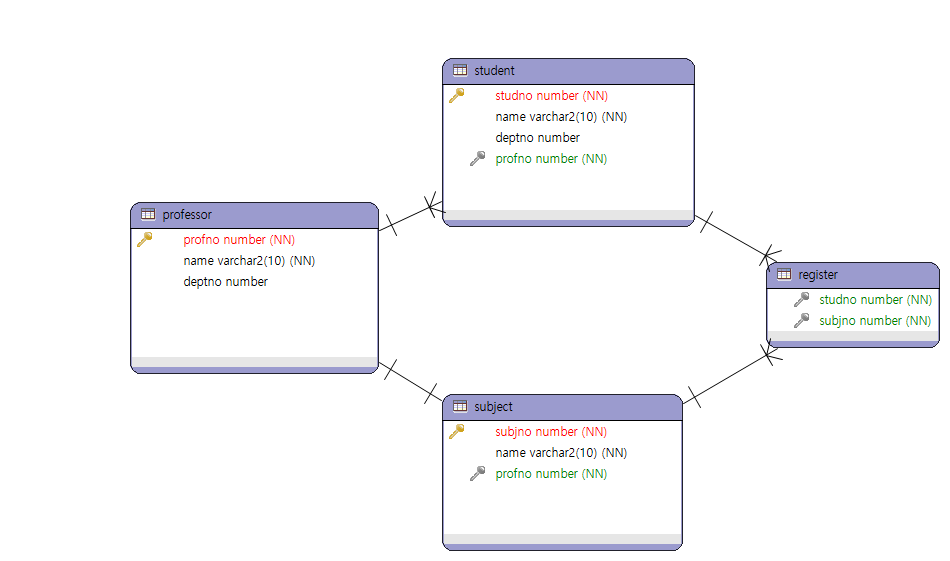 student
studno number (NN)
name varchar2(10) (NN)
deptno number
profno number (NN)
professor
profno number (NN)
name varchar2(10) (NN)
deptno number
register
studno number (NN)
subjno number (NN)
subject
subjno number (NN)
name varchar2(10) (NN)
profno number (NN)